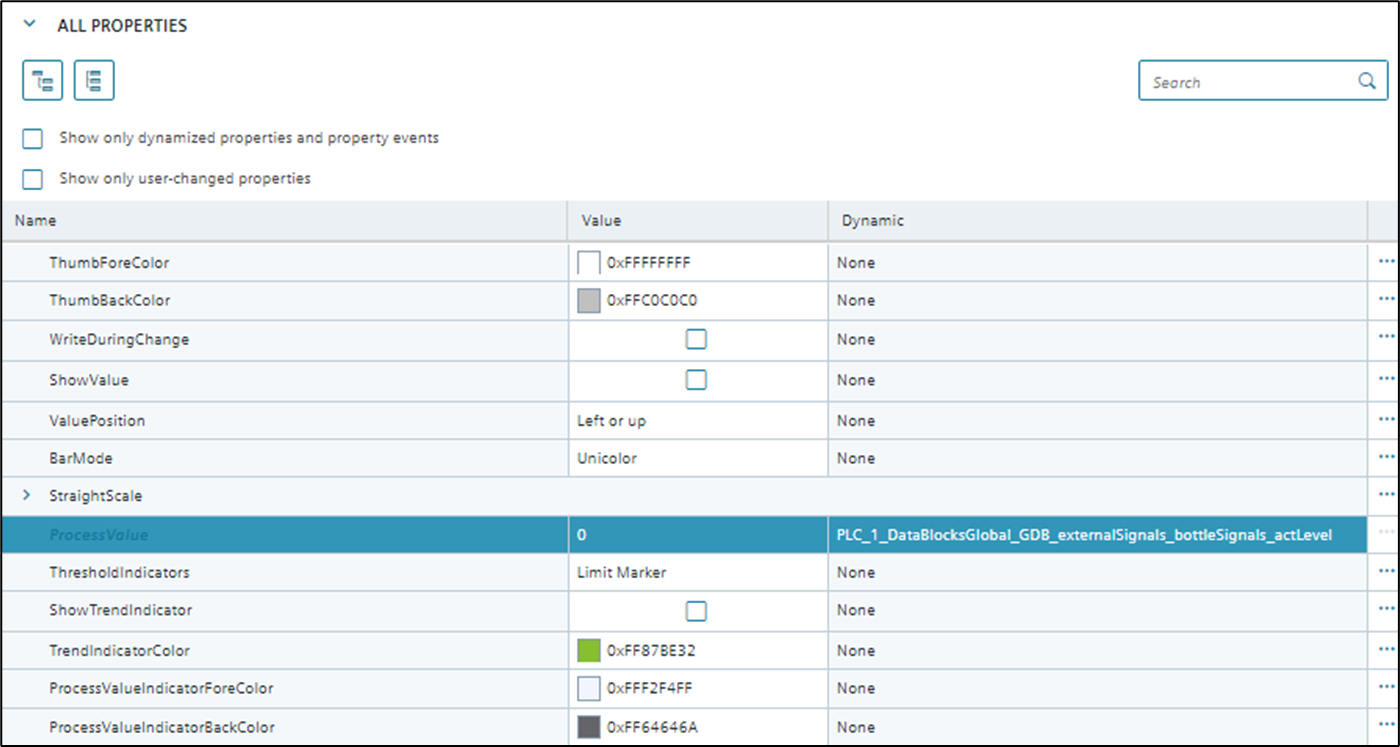 ALL PROPERTIES
Search
Show only dynamized properties and property events
Show only user-changed properties
Name Value Dynamic
ThumbForeColor 0xFFFFFFFF None
ThumbBackColor 0xFFC0C0C0 None
WriteDuringChange None
ShowValue None
ValuePosition Left or up None
BarMode Unicolor None
StraightScale
ProcessValue 0 PLC_1_DataBlocksGlobal_GDB_externalSignals_bottleSignals_actLevel
ThresholdIndicators Limit Marker None
ShowTrendIndicator None
TrendIndicatorColor 0xFF87BE32 None
ProcessValueIndicatorForeColor 0xFFF2F4FF None
ProcessValueIndicatorBackColor 0xFF64646A None